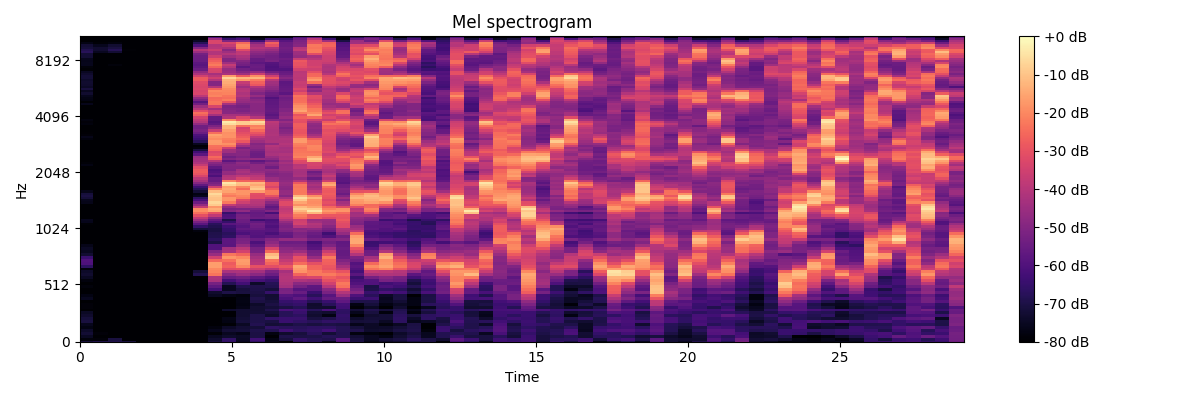 Mel spectrogram
Hz
8192
4096
2048
1024
512
0
0 5 10 15 20 25
Time
+0 dB
-10 dB
-20 dB
-30 dB
-40 dB
-50 dB
-60 dB
-70 dB
-80 dB